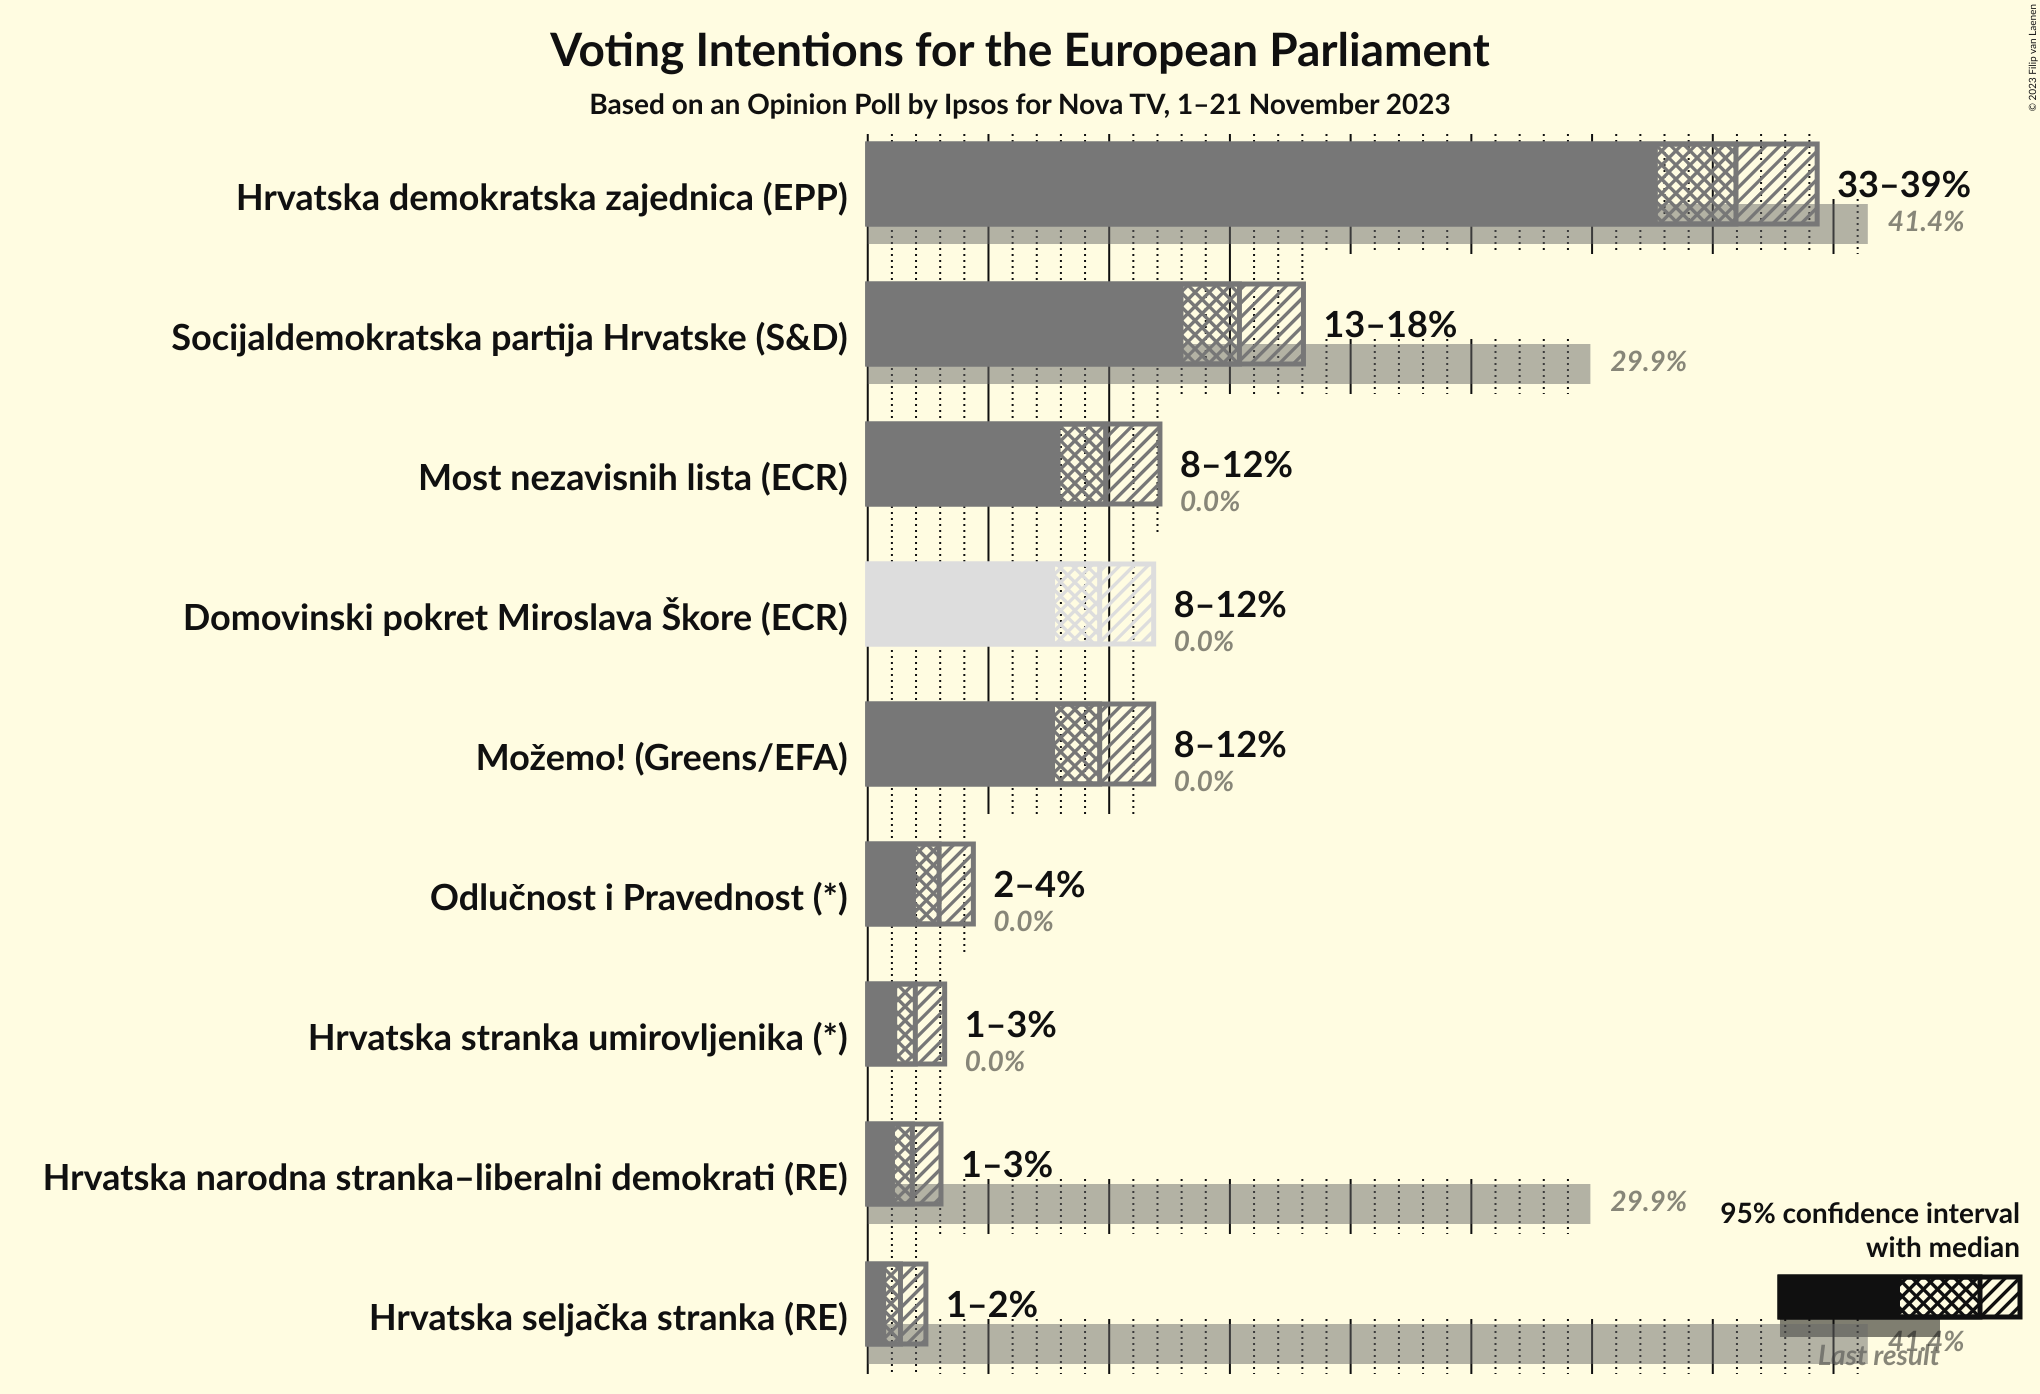 Voting Intentions for the European Parliament
Based on an Opinion Poll by Ipsos for Nova TV, 1–21 November 2023
© 2023 Filip van Laenen
Hrvatska demokratska zajednica (EPP)
33–39%
41.4%
Socijaldemokratska partija Hrvatske (S&D)
13–18%
29.9%
Most nezavisnih lista (ECR)
8–12%
0.0%
Domovinski pokret Miroslava Škore (ECR)
8–12%
0.0%
Možemo! (Greens/EFA)
8–12%
0.0%
Odlučnost i Pravednost (*)
2–4%
0.0%
Hrvatska stranka umirovljenika (*)
1–3%
0.0%
Hrvatska narodna stranka–liberalni demokrati (RE)
1–3%
29.9%
Hrvatska seljačka stranka (RE)
1–2%
41.4%
95% confidence interval
with median
Last result